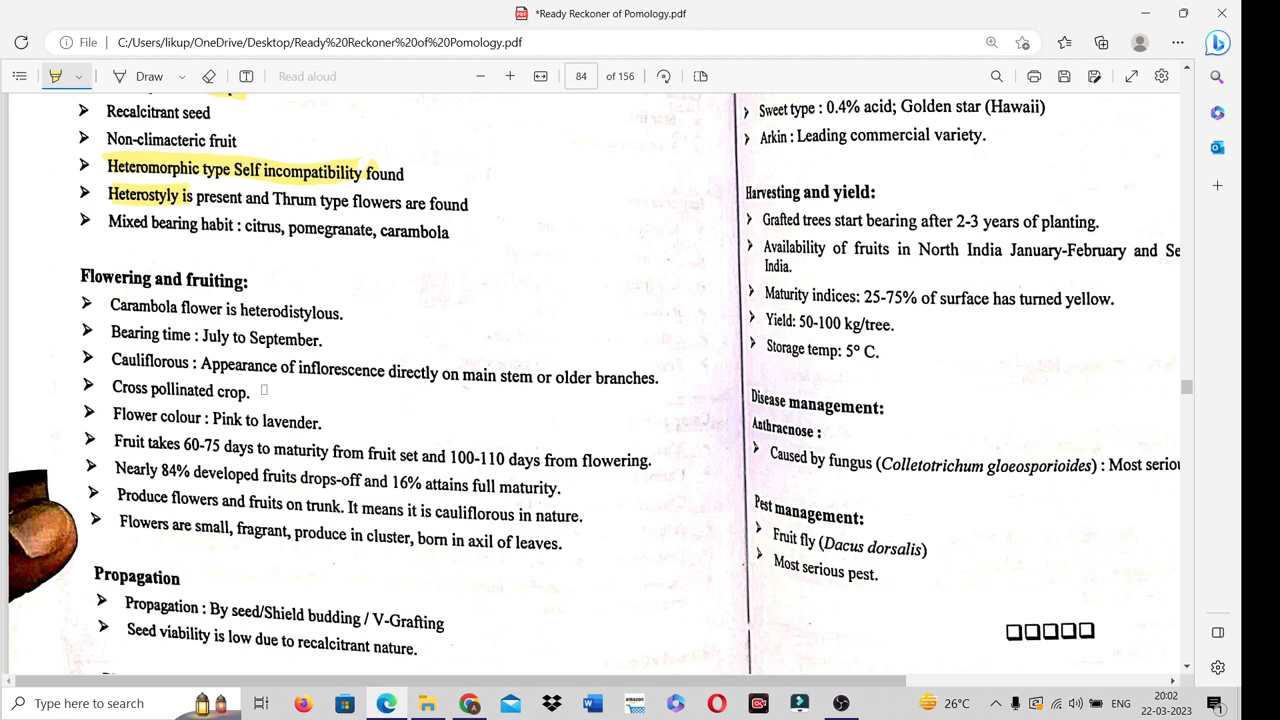 *Ready Reckoner of Pomology.pdf
File
C:/Users/likup/OneDrive/Desktop/Ready%20Reckoner%20of%20Pomology.pdf
Draw
Read aloud
84
of 156
➤ Recalcitrant seed
➤ Non-climacteric fruit
➤ Heteromorphic type Self incompatibility found
➤ Heterostyly is present and Thrum type flowers are found
➤ Mixed bearing habit : citrus, pomegranate, carambola
Flowering and fruiting:
➤ Carambola flower is heterodistylous.
➤ Bearing time : July to September.
➤ Cauliflorous : Appearance of inflorescence directly on main stem or older branches.
➤ Cross pollinated crop.
➤ Flower colour : Pink to lavender.
➤ Fruit takes 60-75 days to maturity from fruit set and 100-110 days from flowering.
➤ Nearly 84% developed fruits drops-off and 16% attains full maturity.
➤ Produce flowers and fruits on trunk. It means it is cauliflorous in nature.
➤ Flowers are small, fragrant, produce in cluster, born in axil of leaves.
Propagation
➤ Propagation : By seed/Shield budding / V-Grafting
➤ Seed viability is low due to recalcitrant nature.
Sweet type : 0.4% acid; Golden star (Hawaii)
Arkin : Leading commercial variety.
Harvesting and yield:
Grafted trees start bearing after 2-3 years of planting.
Availability of fruits in North India January-February and
India.
Maturity indices: 25-75% of surface has turned yellow.
Yield: 50-100 kg/tree.
Storage temp: 5° C.
Disease management:
Anthracnose :
Caused by fungus (Colletotrichum gloeosporioides) : Most
Pest management:
Fruit fly (Dacus dorsalis)
Most serious pest.
Type here to search
amazon
26°C
ENG
20:02
22-03-2023